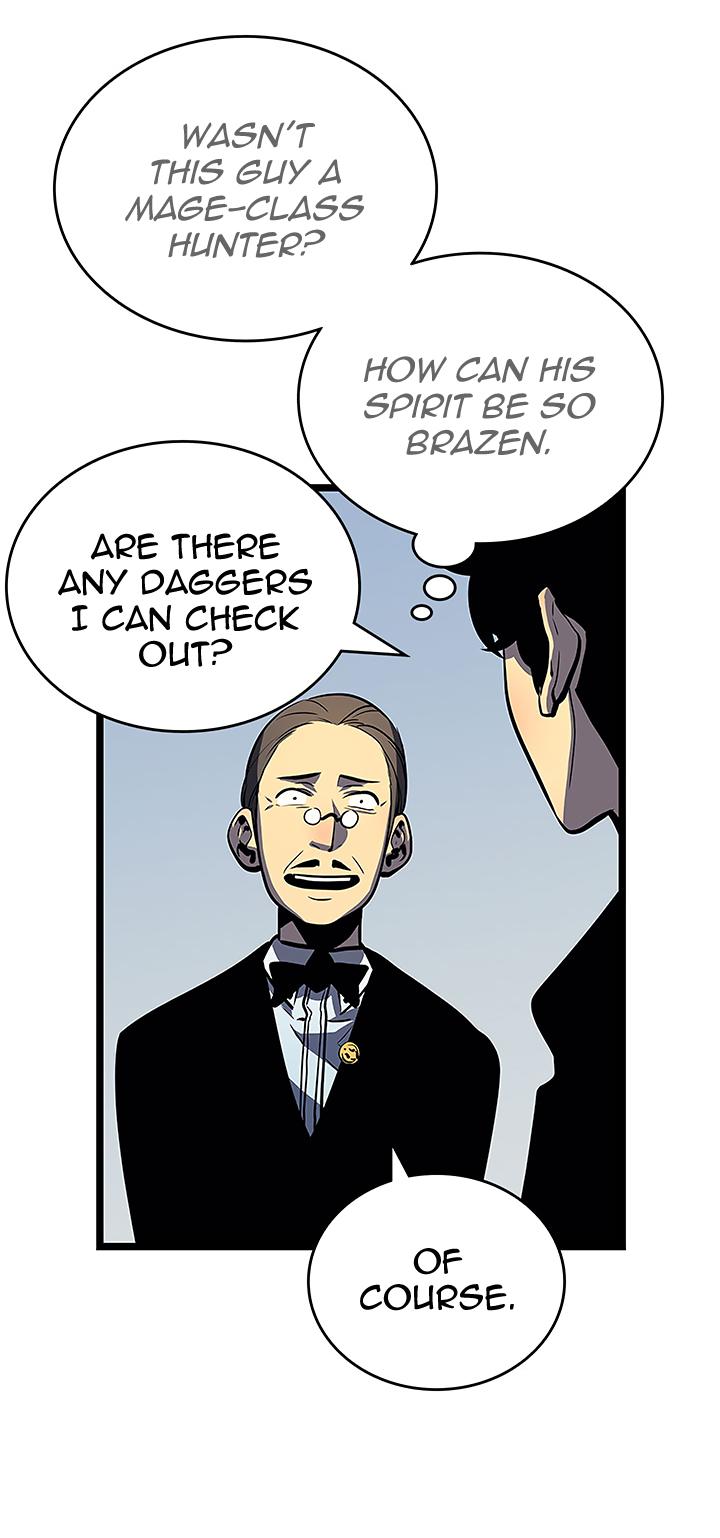 WASN'T
THIS GUY A
MAGE-CLASS
HUNTER?
HOW CAN HIS
SPIRIT BE SO
BRAZEN.
ARE THERE
ANY DAGGERS
I CAN CHECK
OUT?
OF
COURSE.